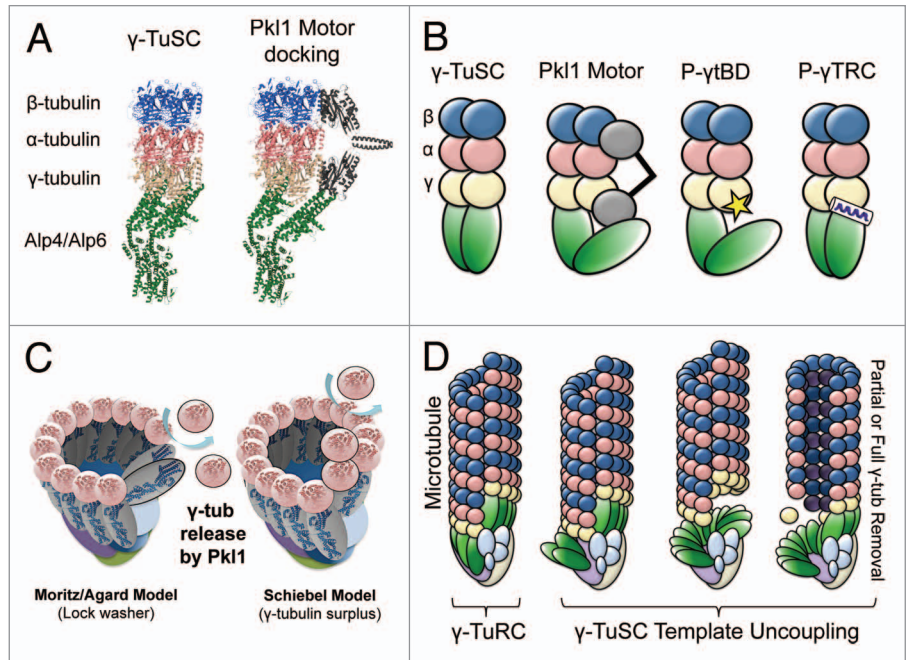 A
γ-TuSC
Pkl1 Motor
docking
β-tubulin
α-tubulin
γ-tubulin
Alp4/Alp6
B
γ-TuSC
Pkl1 Motor
P-γtBD
P-γTRC
β
α
γ
C
γ-tub
release
by Pkl1
Moritz/Agard Model
(Lock washer)
Schiebel Model
(γ-tubulin surplus)
D
Microtubule
Partial or Full γ-tub Removal
γ-TuRC
γ-TuSC Template Uncoupling